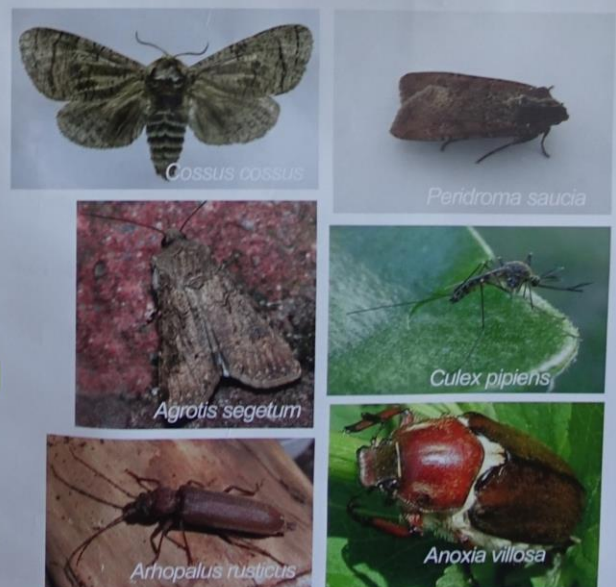 Cossus cossus
Peridroma saucia
Agrotis segetum
Culex pipiens
Arhopalus rusticus
Anoxia villosa